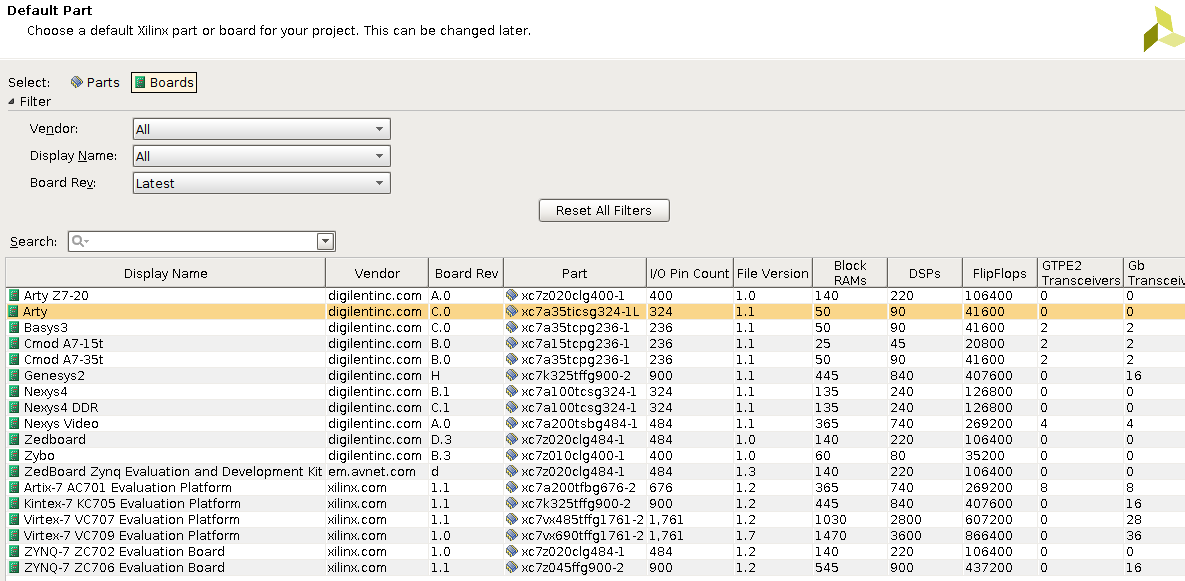 Default Part
Choose a default Xilinx part or board for your project. This can be changed later.
Select: Parts Boards
Filter
Vendor: All
Display Name: All
Board Rev: Latest
Reset All Filters
Search:
Display Name Vendor Board Rev Part I/O Pin Count File Version Block RAMs DSPs FlipFlops GTPE2 Transceivers Gb
Arty Z7-20 digilentinc.com A.0 xc7z020clg400-1 400 1.0 140 220 106400 0 0
Arty digilentinc.com C.0 xc7a35ticsg324-1L 324 1.1 50 90 41600 0 0
Basys3 digilentinc.com C.0 xc7a35tcpg236-1 236 1.1 50 90 41600 2 2
Cmod A7-15t digilentinc.com B.0 xc7a15tcpg236-1 236 1.1 25 45 20800 2 2
Cmod A7-35t digilentinc.com B.0 xc7a35tcpg236-1 236 1.1 50 90 41600 2 2
Genesys2 digilentinc.com H xc7k325tffg900-2 900 1.1 445 840 407600 0 16
Nexys4 digilentinc.com B.1 xc7a100tcsg324-1 324 1.1 135 240 126800 0 0
Nexys4 DDR digilentinc.com C.1 xc7a100tcsg324-1 324 1.1 135 240 126800 0 0
Nexys Video digilentinc.com A.0 xc7a200tsbg484-1 484 1.1 365 740 269200 4 4
Zedboard digilentinc.com D.3 xc7z020clg484-1 484 1.0 140 220 106400 0 0
Zybo digilentinc.com B.3 xc7z010clg400-1 400 1.0 60 80 35200 0 0
ZedBoard Zynq Evaluation and Development Kit em.avnet.com d xc7z020clg484-1 484 1.3 140 220 106400 0 0
Artix-7 AC701 Evaluation Platform xilinx.com 1.1 xc7a200tfbg676-2 676 1.2 365 740 269200 8 8
Kintex-7 KC705 Evaluation Platform xilinx.com 1.1 xc7k325tffg900-2 900 1.2 445 840 407600 0 16
Virtex-7 VC707 Evaluation Platform xilinx.com 1.1 xc7vx485tffg1761-2 1,761 1.2 1030 2800 607200 0 28
Virtex-7 VC709 Evaluation Platform xilinx.com 1.0 xc7vx690tffg1761-2 1,761 1.7 1470 3600 866400 0 36
ZYNQ-7 ZC702 Evaluation Board xilinx.com 1.0 xc7z020clg484-1 484 1.2 140 220 106400 0 0
ZYNQ-7 ZC706 Evaluation Board xilinx.com 1.1 xc7z045ffg900-2 900 1.2 545 900 437200 0 16